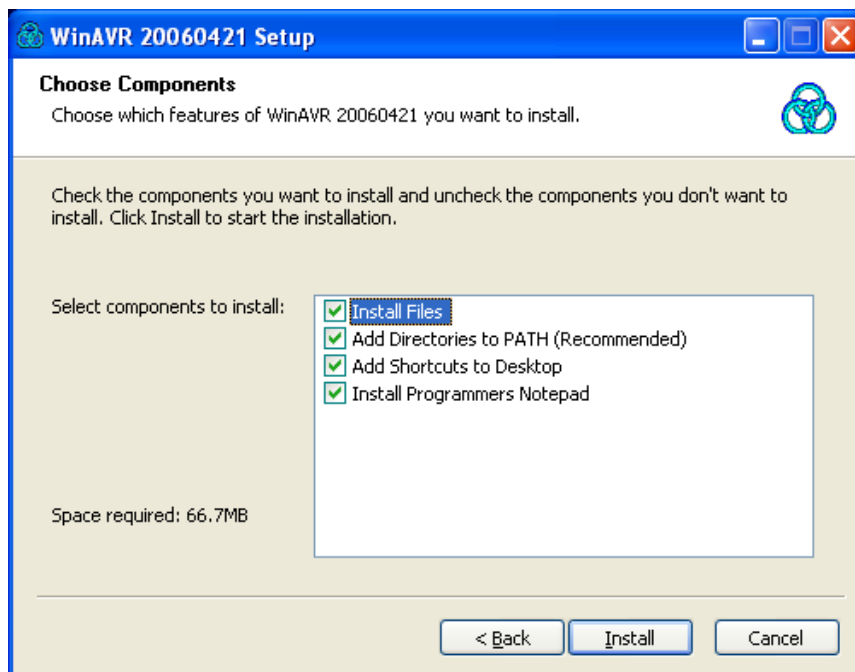 WinAVR 20060421 Setup
Choose Components
Choose which features of WinAVR 20060421 you want to install.
Check the components you want to install and uncheck the components you don't want to
install. Click Install to start the installation.
Select components to install:
Install Files
Add Directories to PATH (Recommended)
Add Shortcuts to Desktop
Install Programmers Notepad
Space required: 66.7MB
< Back
Install
Cancel